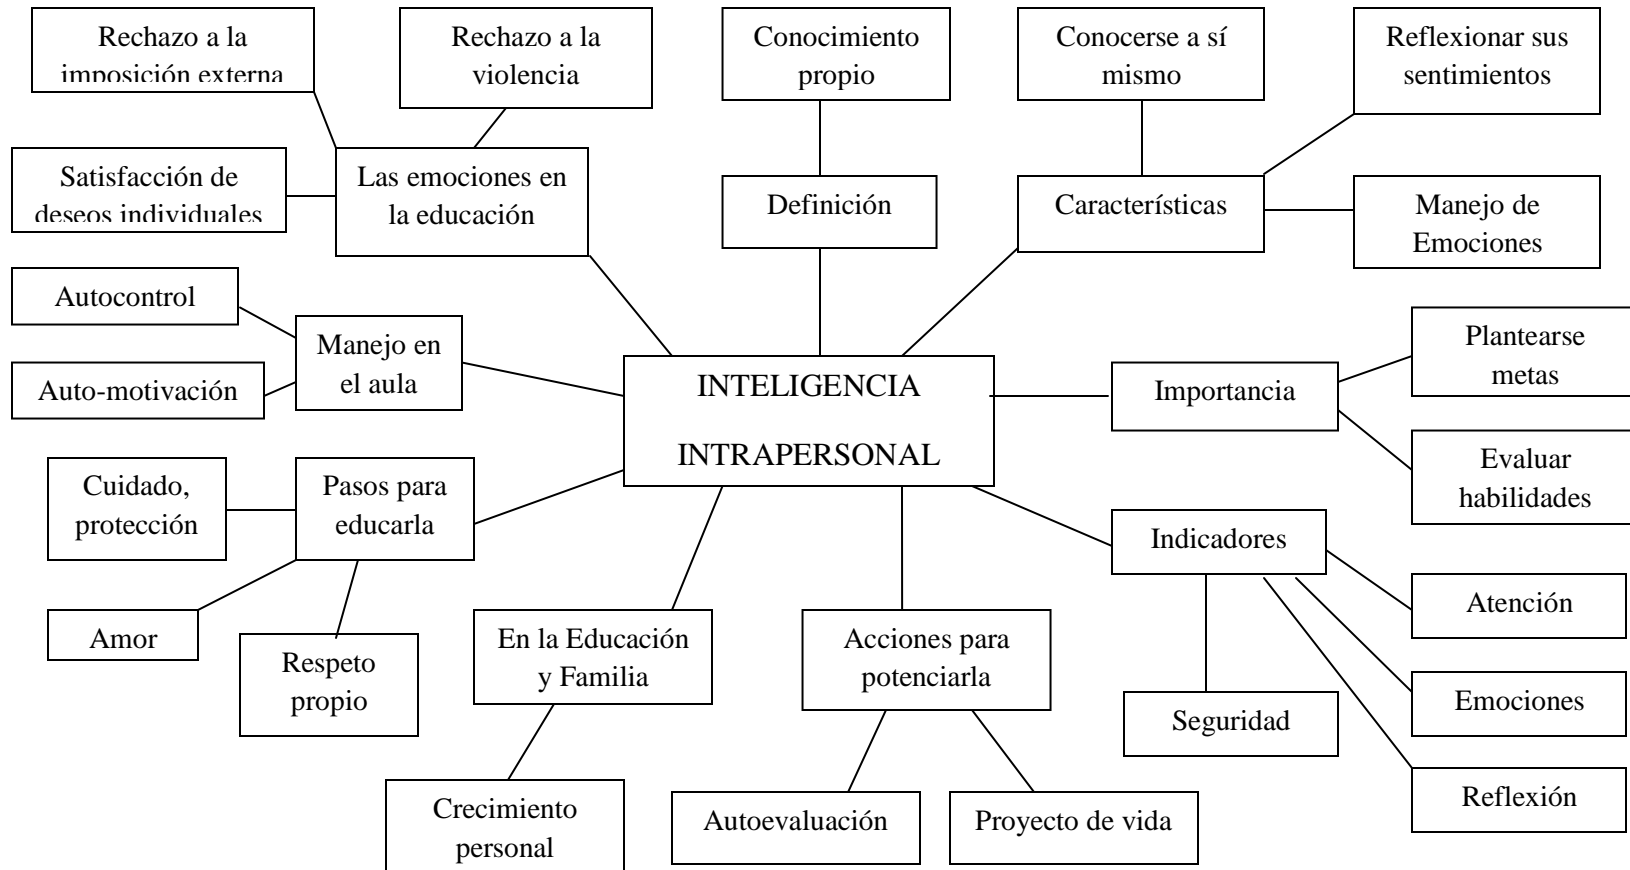 Rechazo a la
imposición externa
Rechazo a la
violencia
Conocimiento
propio
Conocerse a sí
mismo
Reflexionar sus
sentimientos
Satisfacción de
deseos individuales
Las emociones en
la educación
Definición
Características
Manejo de
Emociones
Autocontrol
Manejo en
el aula
Auto-motivación
INTELIGENCIA
INTRAPERSONAL
Importancia
Plantearse
metas
Evaluar
habilidades
Cuidado,
protección
Pasos para
educarla
Indicadores
Amor
Respeto
propio
En la Educación
y Familia
Acciones para
potenciarla
Atención
Emociones
Seguridad
Reflexión
Crecimiento
personal
Autoevaluación
Proyecto de vida